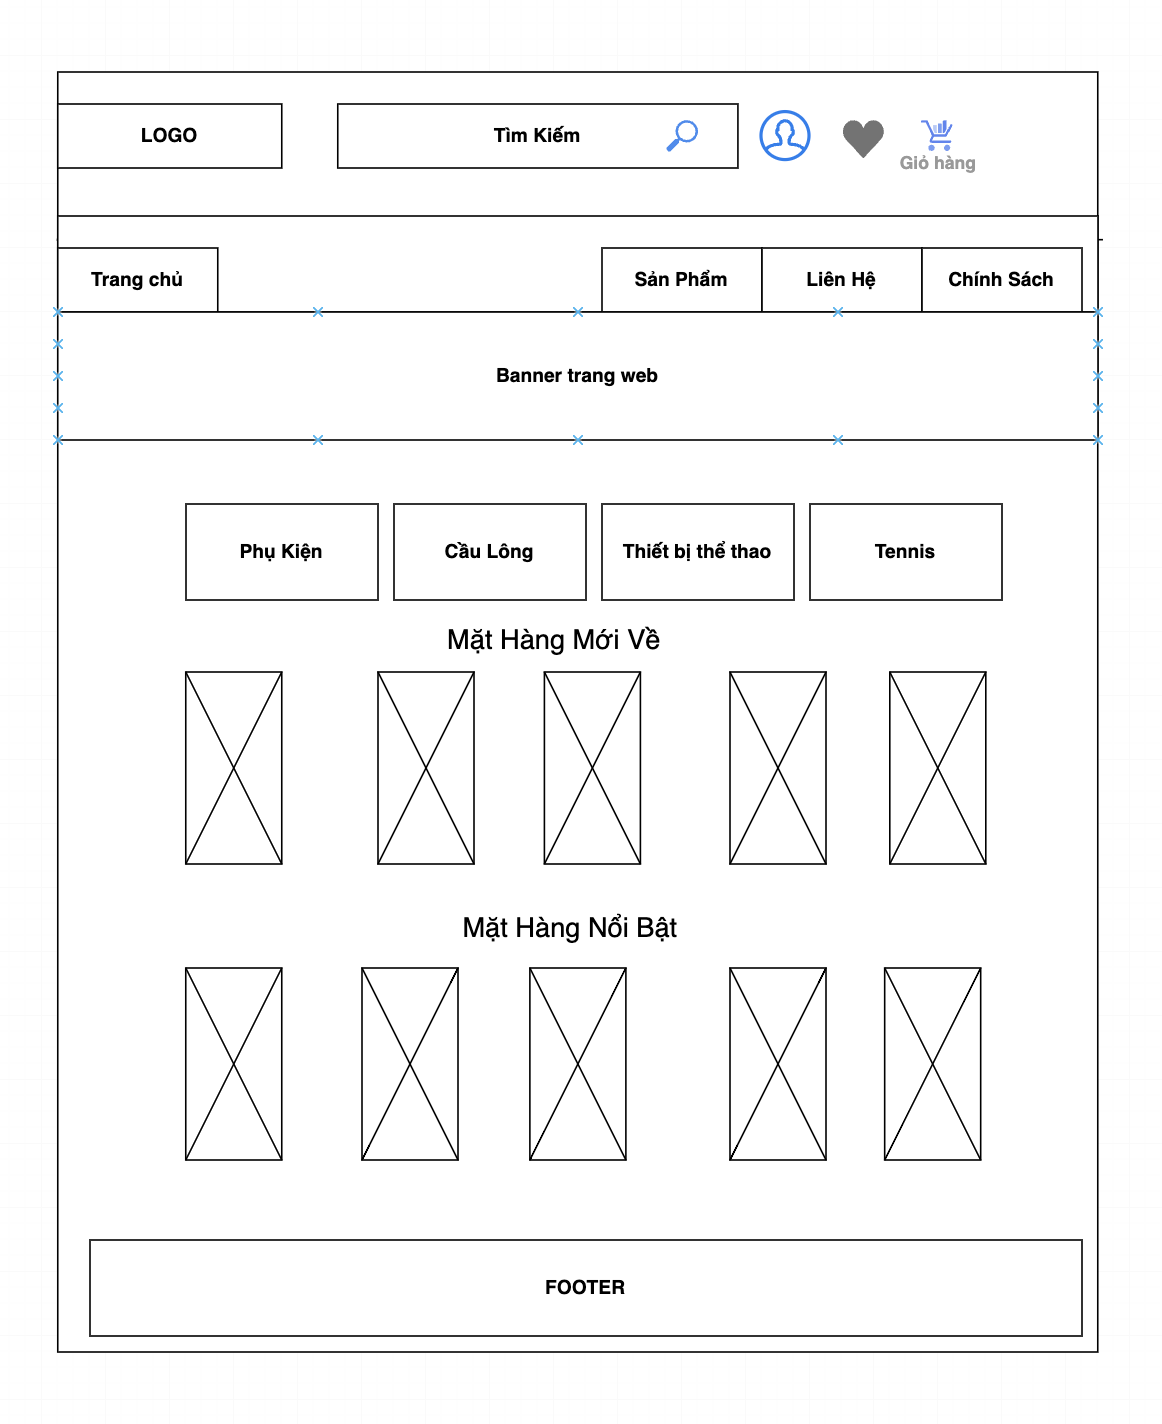 LOGO
Tìm Kiếm
Giỏ hàng
Trang chủ
Sản Phẩm
Liên Hệ
Chính Sách
Banner trang web
Phụ Kiện
Cầu Lông
Thiết bị thể thao
Tennis
Mặt Hàng Mới Về
Mặt Hàng Nổi Bật
FOOTER